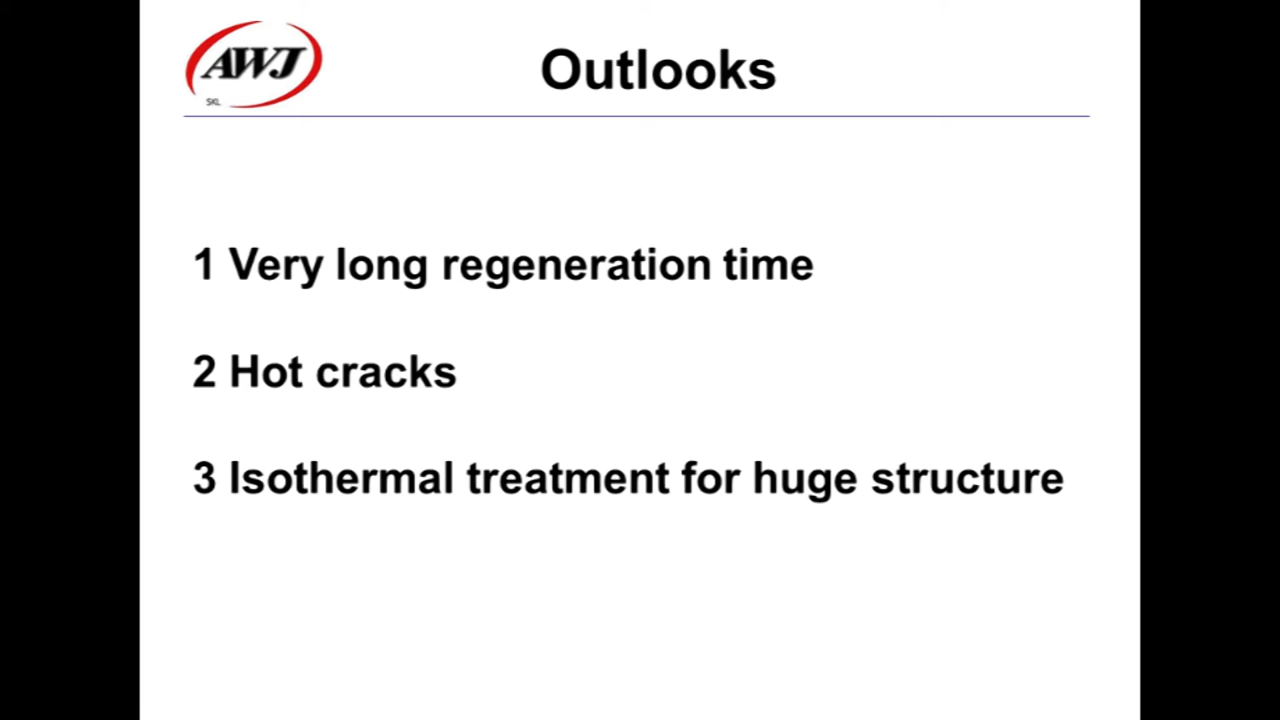 AWJ
SKL
Outlooks
1 Very long regeneration time
2 Hot cracks
3 Isothermal treatment for huge structure